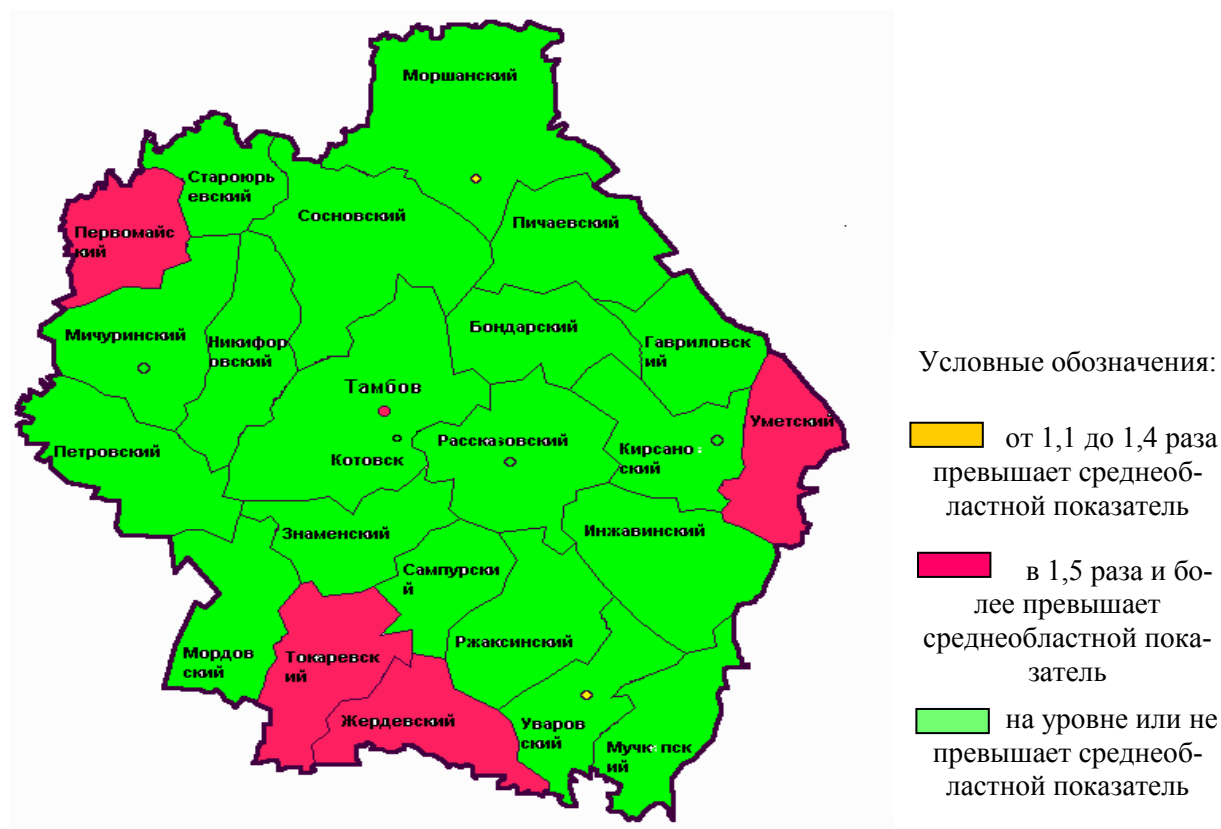 Моршанский
Староюрь
евский
Сосновский
Пичаевский
Первомайс
кий
Мичуринский
Никифор
овский
Бондарский
Гавриловск
ий
Тамбов
Уметский
Петровский
Котовск
Рассказовский
Кирсано
ский
Знаменский
Инжавинский
Сампурски
й
Ржаксинский
Мордов
ский
Токаревск
ий
Жердевский
Уваров
ский
Мучк пск
ий
Условные обозначения:
от 1,1 до 1,4 раза
превышает среднеоб-
ластной показатель
в 1,5 раза и бо-
лее превышает
среднеобластной пока-
затель
на уровне или не
превышает среднеоб-
ластной показатель